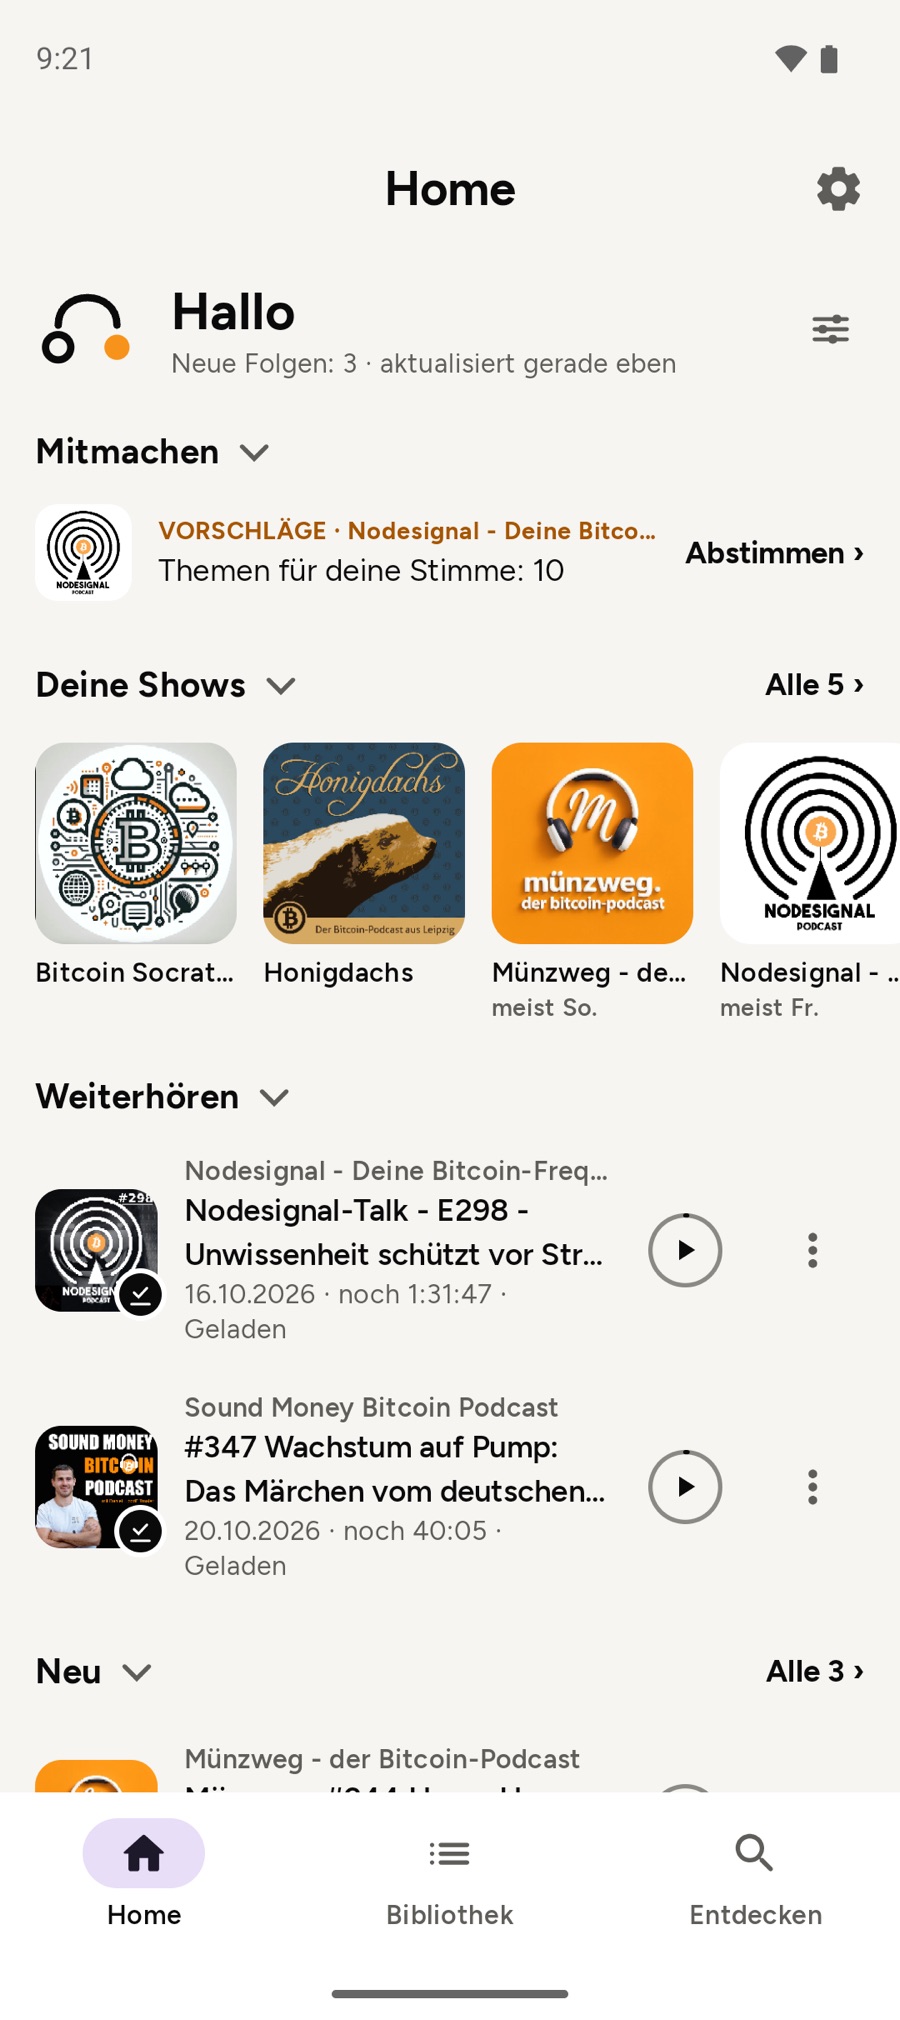 9:21
Home
Hallo
Neue Folgen: 3 · aktualisiert gerade eben
Mitmachen
VORSCHLÄGE · Nodesignal - Deine Bitco...
Themen für deine Stimme: 10
Abstimmen ›
NODESIGNAL
PODCAST
Deine Shows
Alle 5 ›
Honigdachs
Der Bitcoin-Podcast aus Leipzig
münzweg.
der bitcoin-podcast
NODESIGNAL
PODCAST
Bitcoin Socrat...
Honigdachs
Münzweg - de...
meist So.
Nodesignal - ...
meist Fr.
Weiterhören
Nodesignal - Deine Bitcoin-Freq...
Nodesignal-Talk - E298 -
Unwissenheit schützt vor Str...
16.10.2026 · noch 1:31:47 ·
Geladen
#298
NODESIGN
PODCAST
Sound Money Bitcoin Podcast
#347 Wachstum auf Pump:
Das Märchen vom deutschen...
20.10.2026 · noch 40:05 ·
Geladen
SOUND MONEY
BITCOIN
PODCAST
Neu
Alle 3 ›
Münzweg - der Bitcoin-Podcast
Home
Bibliothek
Entdecken